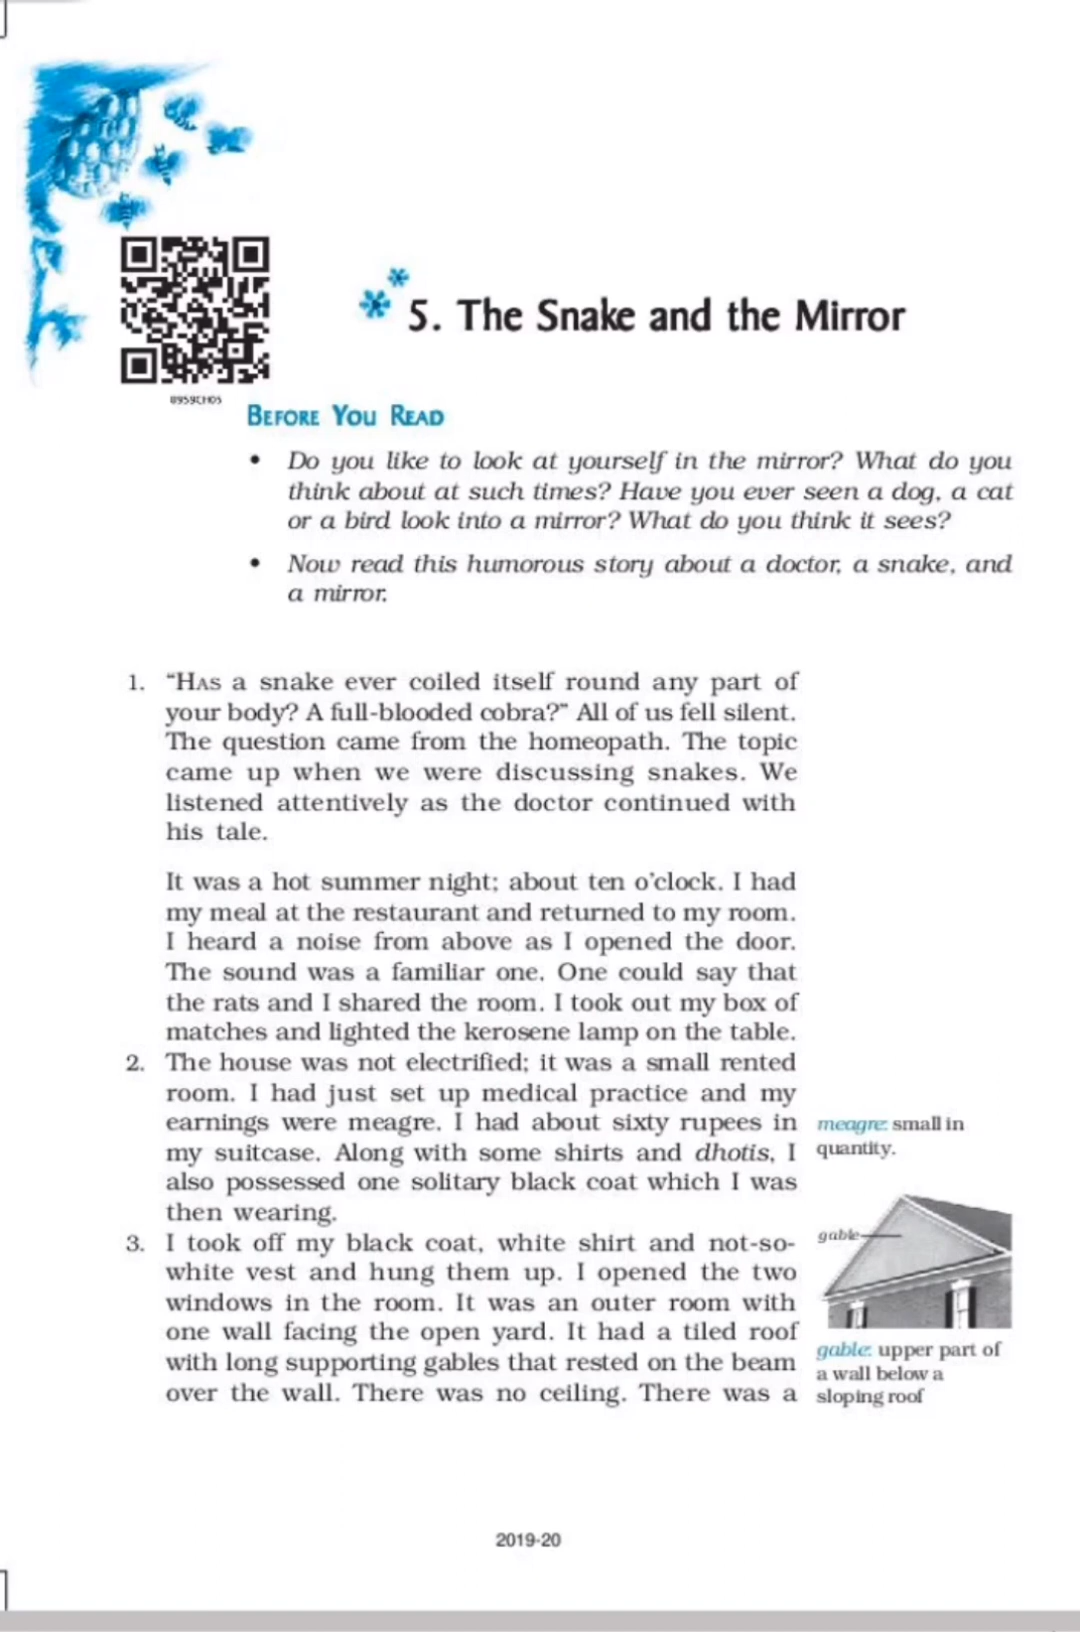 0959CH05
5. The Snake and the Mirror
BEFORE YOU READ
• Do you like to look at yourself in the mirror? What do you
think about at such times? Have you ever seen a dog, a cat
or a bird look into a mirror? What do you think it sees?
• Now read this humorous story about a doctor, a snake, and
a mirror.
1. “HAS a snake ever coiled itself round any part of
your body? A full-blooded cobra?” All of us fell silent.
The question came from the homeopath. The topic
came up when we were discussing snakes. We
listened attentively as the doctor continued with
his tale.
It was a hot summer night; about ten o’clock. I had
my meal at the restaurant and returned to my room.
I heard a noise from above as I opened the door.
The sound was a familiar one. One could say that
the rats and I shared the room. I took out my box of
matches and lighted the kerosene lamp on the table.
2. The house was not electrified; it was a small rented
room. I had just set up medical practice and my
earnings were meagre. I had about sixty rupees in
my suitcase. Along with some shirts and dhotis, I
also possessed one solitary black coat which I was
then wearing.
meagre: small in
quantity.
3. I took off my black coat, white shirt and not-so-
white vest and hung them up. I opened the two
windows in the room. It was an outer room with
one wall facing the open yard. It had a tiled roof
with long supporting gables that rested on the beam
over the wall. There was no ceiling. There was a
gable
gable: upper part of
a wall below a
sloping roof
2019-20